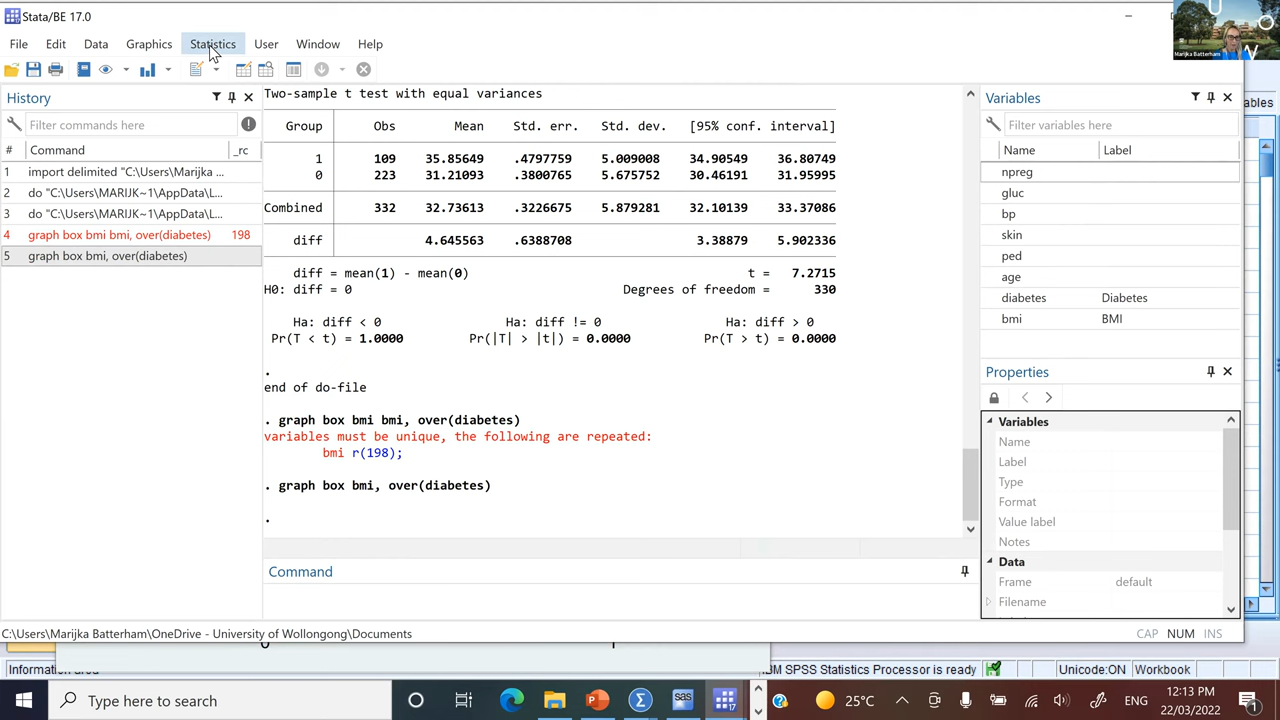 Stata/BE 17.0
File Edit Data Graphics Statistics User Window Help
U
O
W
Marijka Batterham
History
Filter commands here
# Command _rc
1 import delimited "C:\Users\Marijka ...
2 do "C:\Users\MARIJK~1\AppData\L...
3 do "C:\Users\MARIJK~1\AppData\L...
4 graph box bmi bmi, over(diabetes) 198
5 graph box bmi, over(diabetes)
Two-sample t test with equal variances
Group Obs Mean Std. err. Std. dev. [95% conf. interval]
1 109 35.85649 .4797759 5.009008 34.90549 36.80749
0 223 31.21093 .3800765 5.675752 30.46191 31.95995
Combined 332 32.73613 .3226675 5.879281 32.10139 33.37086
diff 4.645563 .6388708 3.38879 5.902336
diff = mean(1) - mean(0) t = 7.2715
H0: diff = 0 Degrees of freedom = 330
Ha: diff < 0 Ha: diff != 0 Ha: diff > 0
Pr(T < t) = 1.0000 Pr(|T| > |t|) = 0.0000 Pr(T > t) = 0.0000
.
end of do-file
. graph box bmi bmi, over(diabetes)
variables must be unique, the following are repeated:
bmi r(198);
. graph box bmi, over(diabetes)
.
Command
Variables
Filter variables here
Name Label
npreg
gluc
bp
skin
ped
age
diabetes Diabetes
bmi BMI
Properties
Variables
Name
Label
Type
Format
Value label
Notes
Data
Frame default
Filename
ables
C:\Users\Marijka Batterham\OneDrive - University of Wollongong\Documents
CAP NUM INS
Information area
IBM SPSS Statistics Processor is ready Unicode:ON Workbook
Type here to search
17
25°C
ENG
12:13 PM
22/03/2022
1